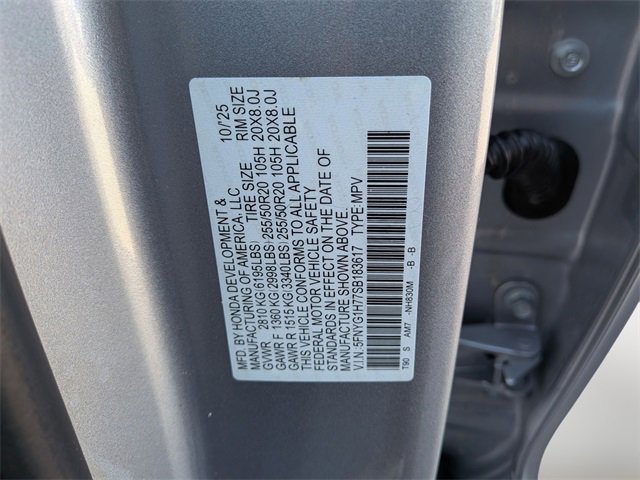 MFD. BY HONDA DEVELOPMENT & 10/'25
MANUFACTURING OF AMERICA, LLC
TIRE SIZE RIM SIZE
GVWR 2810 KG(6195LBS)
GAWR F 1360 KG(2998LBS) 255/50R20 105H 20X8.0J
GAWR R 1515 KG(3340LBS) 255/50R20 105H 20X8.0J
THIS VEHICLE CONFORMS TO ALL APPLICABLE
FEDERAL MOTOR VEHICLE SAFETY
STANDARDS IN EFFECT ON THE DATE OF
MANUFACTURE SHOWN ABOVE.
V.I.N.:5FNYG1H77SB183617 TYPE:MPV
T90 S AM7 -NH830M -B -B